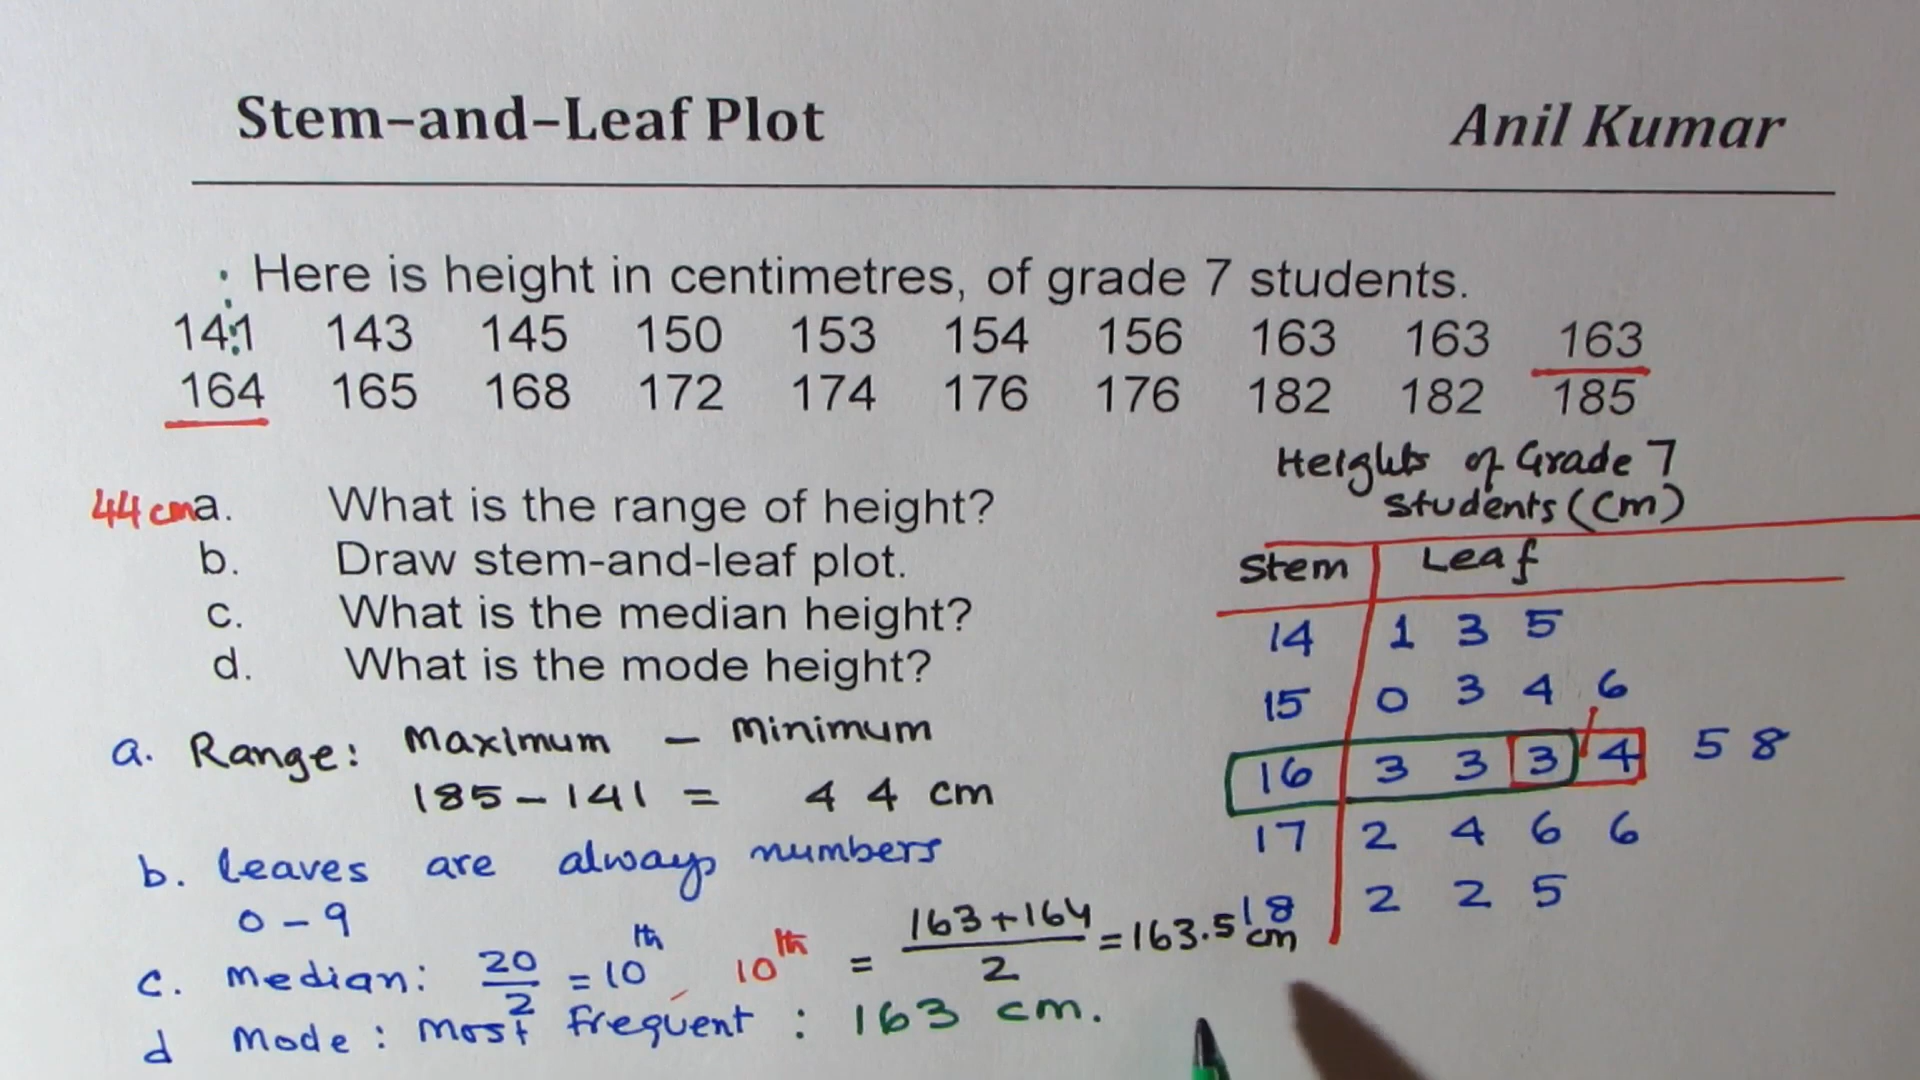 Stem–and–Leaf Plot Anil Kumar
Here is height in centimetres, of grade 7 students.
141 143 145 150 153 154 156 163 163 163
164 165 168 172 174 176 176 182 182 185
Heights of Grade 7
Students (Cm)
44 cm a. What is the range of height?
b. Draw stem-and-leaf plot.
c. What is the median height?
d. What is the mode height?
Stem Leaf
14 1 3 5
15 0 3 4 6
16 3 3 3 4 5 8
17 2 4 6 6
18 2 2 5
a. Range: Maximum – Minimum
185 – 141 = 44 cm
b. leaves are always numbers
0 – 9
c. Median: 20/2 = 10th, 10th = (163+164)/2 = 163.5 cm
d Mode: Most frequent : 163 cm.